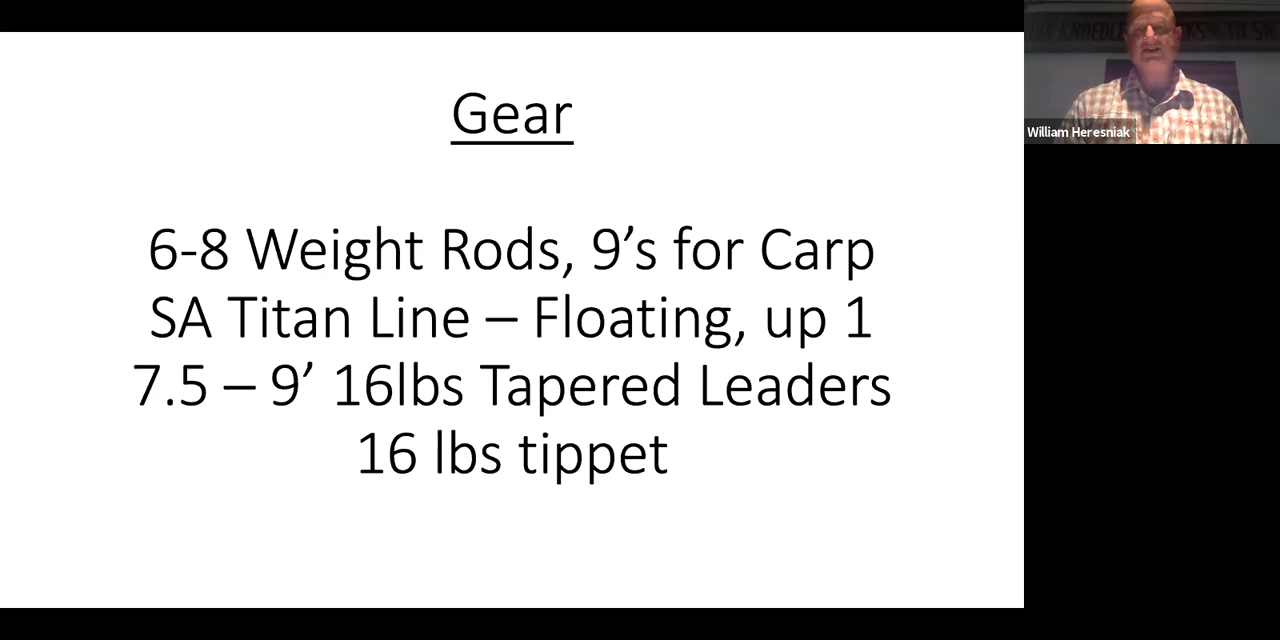 Gear
6-8 Weight Rods, 9’s for Carp
SA Titan Line – Floating, up 1
7.5 – 9’ 16lbs Tapered Leaders
16 lbs tippet
William Heresniak